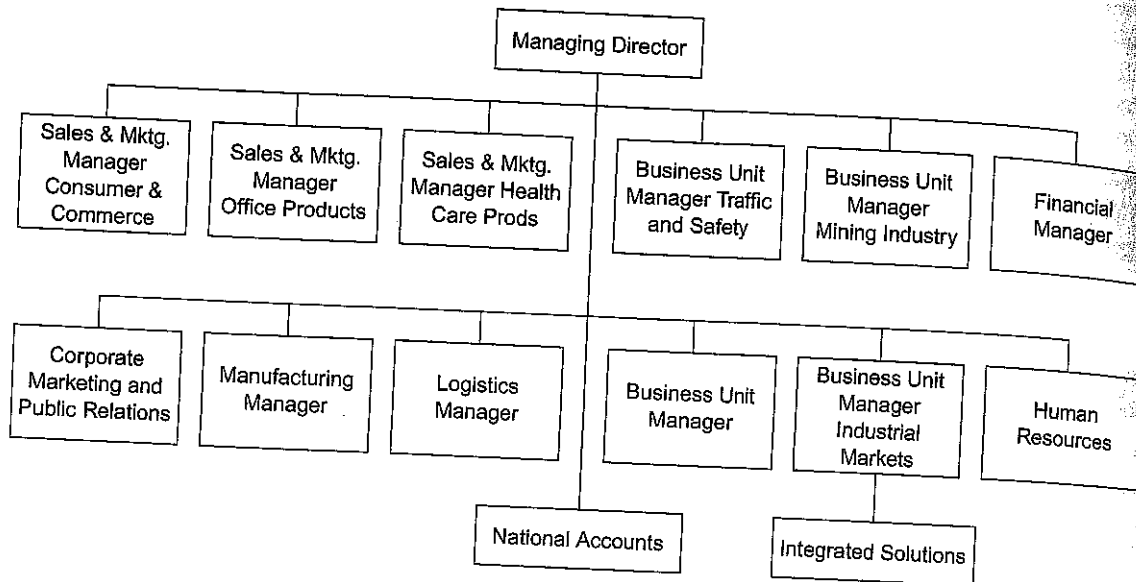 Managing Director
Sales & Mktg.
Manager
Consumer &
Commerce
Sales & Mktg.
Manager
Office Products
Sales & Mktg.
Manager Health
Care Prods
Business Unit
Manager Traffic
and Safety
Business Unit
Manager
Mining Industry
Financial
Manager
Corporate
Marketing and
Public Relations
Manufacturing
Manager
Logistics
Manager
Business Unit
Manager
Business Unit
Manager
Industrial
Markets
Human
Resources
National Accounts
Integrated Solutions